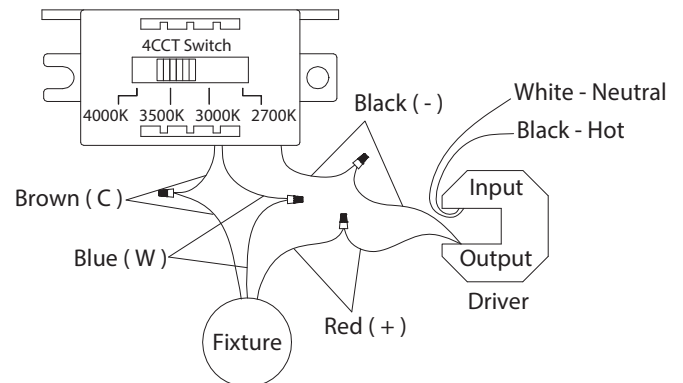 4CCT Switch
4000K 3500K 3000K 2700K
Black ( - )
White - Neutral
Black - Hot
Brown ( C )
Input
Blue ( W )
Output
Driver
Red ( + )
Fixture